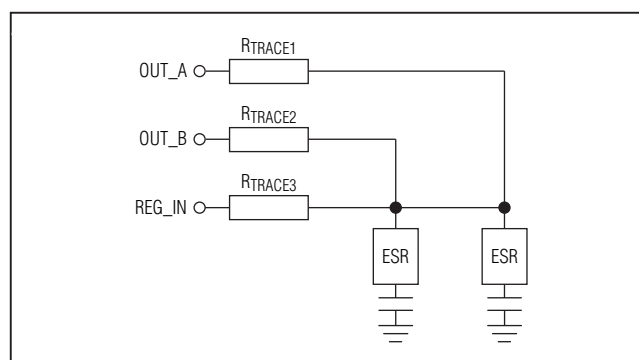 RTRACE1
OUT_A
RTRACE2
OUT_B
RTRACE3
REG_IN
ESR ESR